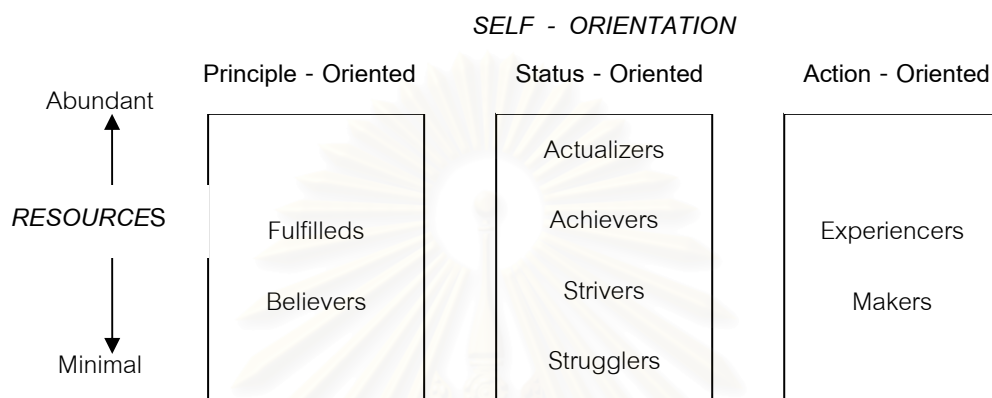 SELF - ORIENTATION
Principle - Oriented Status - Oriented Action - Oriented
Abundant
Actualizers
RESOURCES Fulfilleds Achievers Experiencers
Believers Strivers Makers
Minimal Strugglers